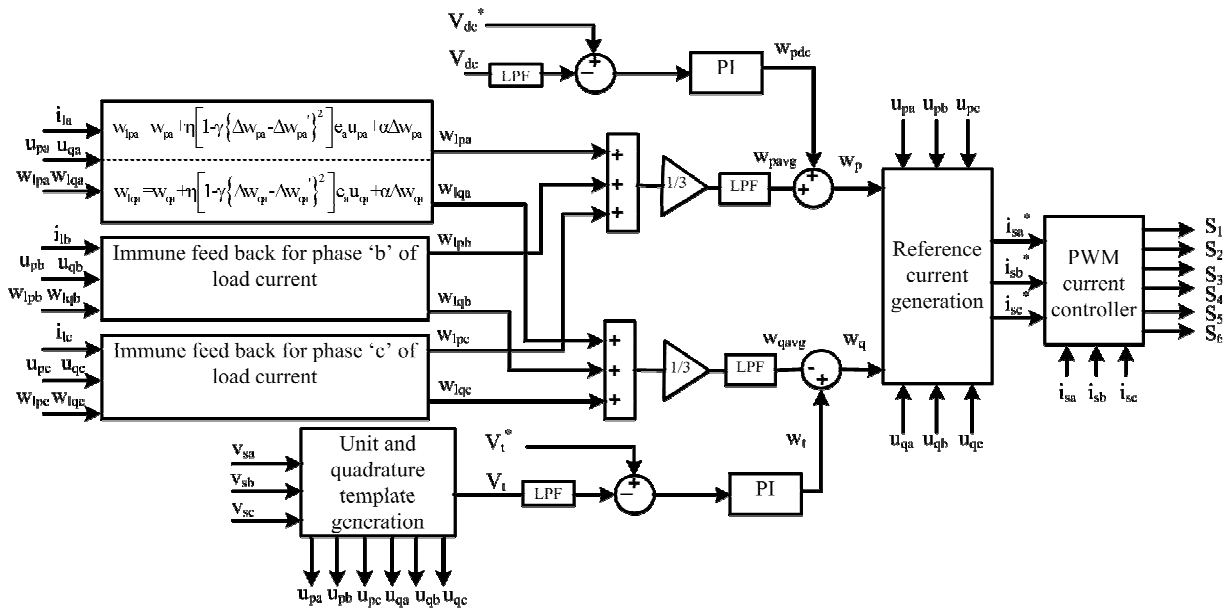 V_dc*
V_dc
LPF
+
−
PI
w_pdc
i_la
u_pa u_qa
w_lpa w_lqa
w_lpa w_pa+η[1-γ{Δw_pa-Δw_pa'}²]e_a u_pa+αΔw_pa
w_lqa=w_qa+η[1-γ{Δw_qa-Δw_qa'}²]e_a u_qa+αΔw_qa
w_lpa
w_lqa
i_lb
u_pb u_qb
w_lpb w_lqb
Immune feed back for phase ‘b’ of
load current
w_lpb
w_lqb
i_lc
u_pc u_qc
w_lpc w_lqc
Immune feed back for phase ‘c’ of
load current
w_lpc
w_lqc
+
+
+
1/3
LPF
w_pavg
+
+
w_p
+
+
+
1/3
LPF
w_qavg
-
+
w_q
w_t
u_pa u_pb u_pc
Reference
current
generation
u_qa u_qb u_qc
i_sa*
i_sb*
i_sc*
PWM
current
controller
i_sa i_sb i_sc
S_1
S_2
S_3
S_4
S_5
S_6
v_sa
v_sb
v_sc
Unit and
quadrature
template
generation
u_pa u_pb u_pc u_qa u_qb u_qc
V_t*
V_t
LPF
+
−
PI